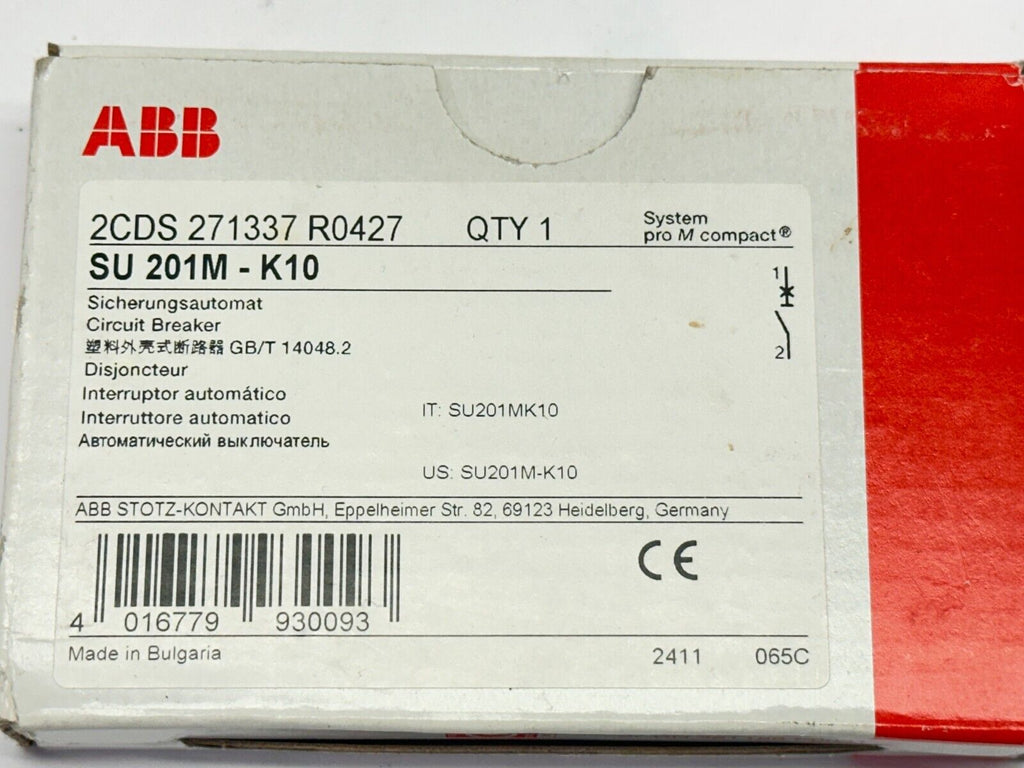 ABB
2CDS 271337 R0427 QTY 1 System pro M compact®
SU 201M - K10
Sicherungsautomat
Circuit Breaker
塑料外壳式断路器 GB/T 14048.2
Disjoncteur
Interruptor automático
Interruttore automatico
Автоматический выключатель
IT: SU201MK10
US: SU201M-K10
1
2
ABB STOTZ-KONTAKT GmbH, Eppelheimer Str. 82, 69123 Heidelberg, Germany
CE
4 016779 930093
Made in Bulgaria 2411 065C